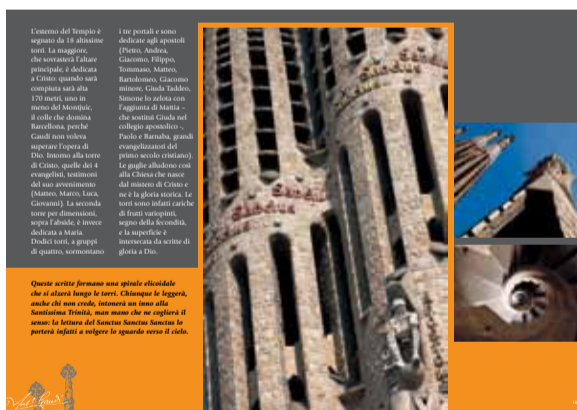 L'esterno del Tempio è
segnato da 18 altissime
torri. La maggiore,
che sovrasterà l'altare
principale, è dedicata
a Cristo: quando sarà
compiuta sarà alta
170 metri, uno in
meno del Montjuic,
il colle che domina
Barcellona, perché
Gaudí non voleva
superare l'opera di
Dio. Intorno alla torre
di Cristo, quelle dei 4
evangelisti, testimoni
del suo avvenimento
(Matteo, Marco, Luca,
Giovanni). La seconda
torre per dimensioni,
sopra l'abside, è invece
dedicata a Maria.
Dodici torri, a gruppi
di quattro, sormontano
i tre portali e sono
dedicate agli apostoli
(Pietro, Andrea,
Giacomo, Filippo,
Tommaso, Matteo,
Bartolomeo, Giacomo
minore, Giuda Taddeo,
Simone lo zelota con
l'aggiunta di Mattia –
che sostituì Giuda nel
collegio apostolico -,
Paolo e Barnaba, grandi
evangelizzatori del
primo secolo cristiano).
Le guglie alludono così
alla Chiesa che nasce
dal mistero di Cristo e
ne è la gloria storica. Le
torri sono infatti cariche
di frutti variopinti,
segno della fecondità,
e la superficie è
intersecata da scritte di
gloria a Dio.
Queste scritte formano una spirale elicoidale
che si alzerà lungo le torri. Chiunque le leggerà,
anche chi non crede, intonerà un inno alla
Santissima Trinità, man mano che ne coglierà il
senso: la lettura del Sanctus Sanctus Sanctus lo
porterà infatti a volgere lo sguardo verso il cielo.
Sanctus